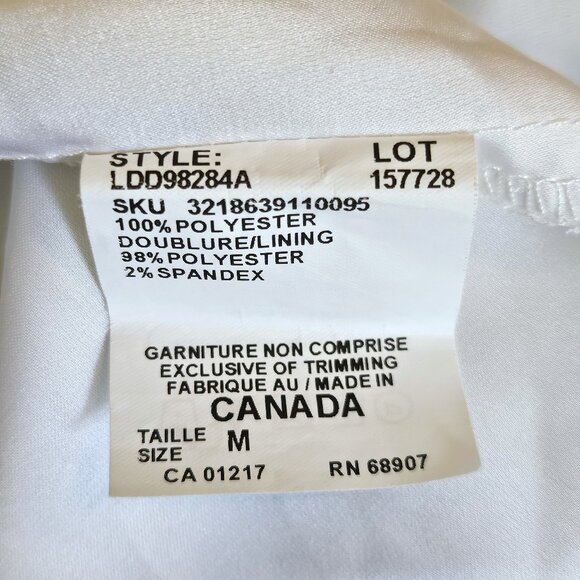 STYLE: LOT
LDD98284A 157728
SKU 3218639110095
100% POLYESTER
DOUBLURE/LINING
98% POLYESTER
2% SPANDEX
GARNITURE NON COMPRISE
EXCLUSIVE OF TRIMMING
FABRIQUE AU / MADE IN
CANADA
TAILLE
SIZE M
CA 01217 RN 68907